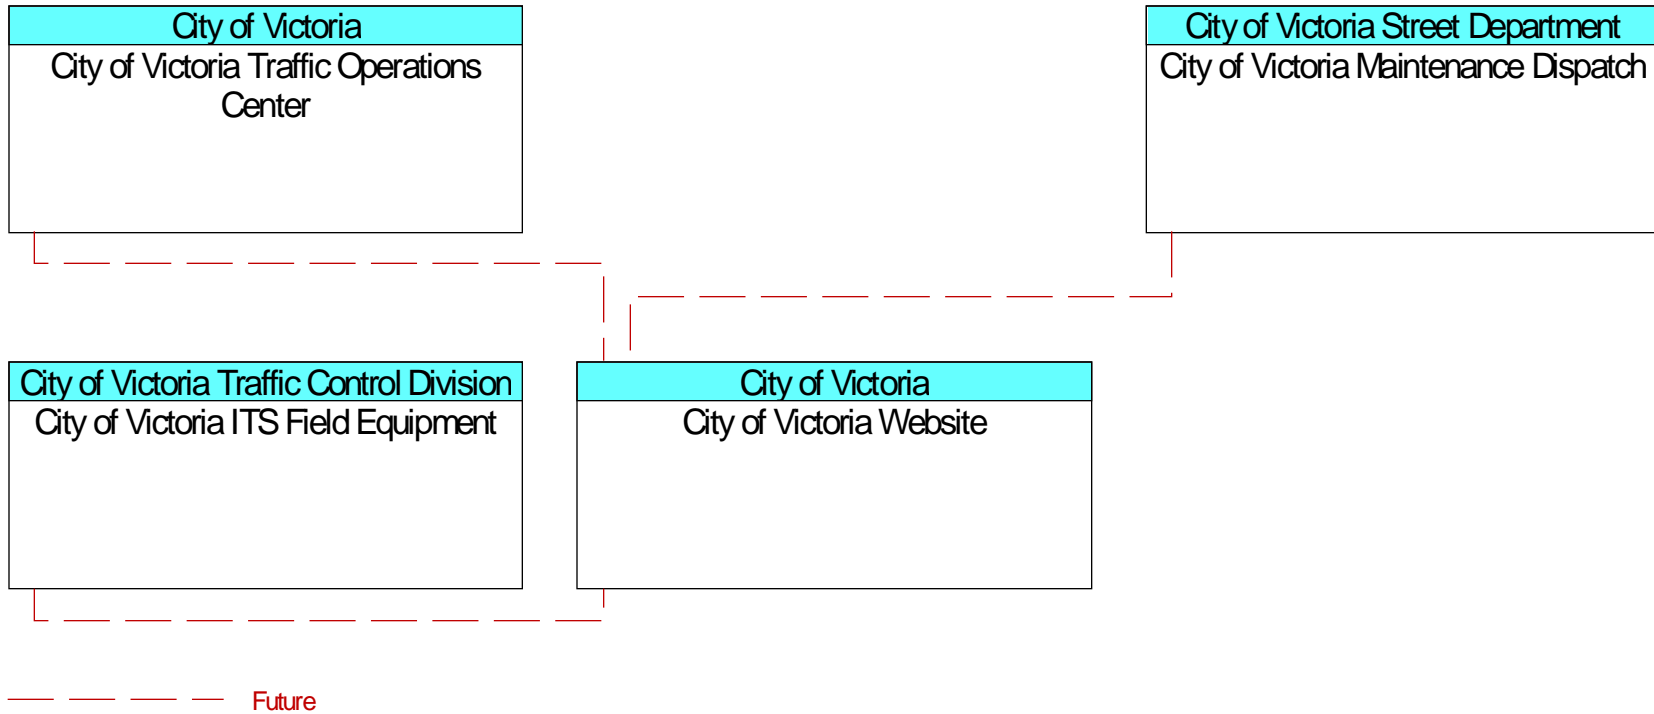 City of Victoria
City of Victoria Traffic Operations
Center
City of Victoria Street Department
City of Victoria Maintenance Dispatch
City of Victoria Traffic Control Division
City of Victoria ITS Field Equipment
City of Victoria
City of Victoria Website
Future